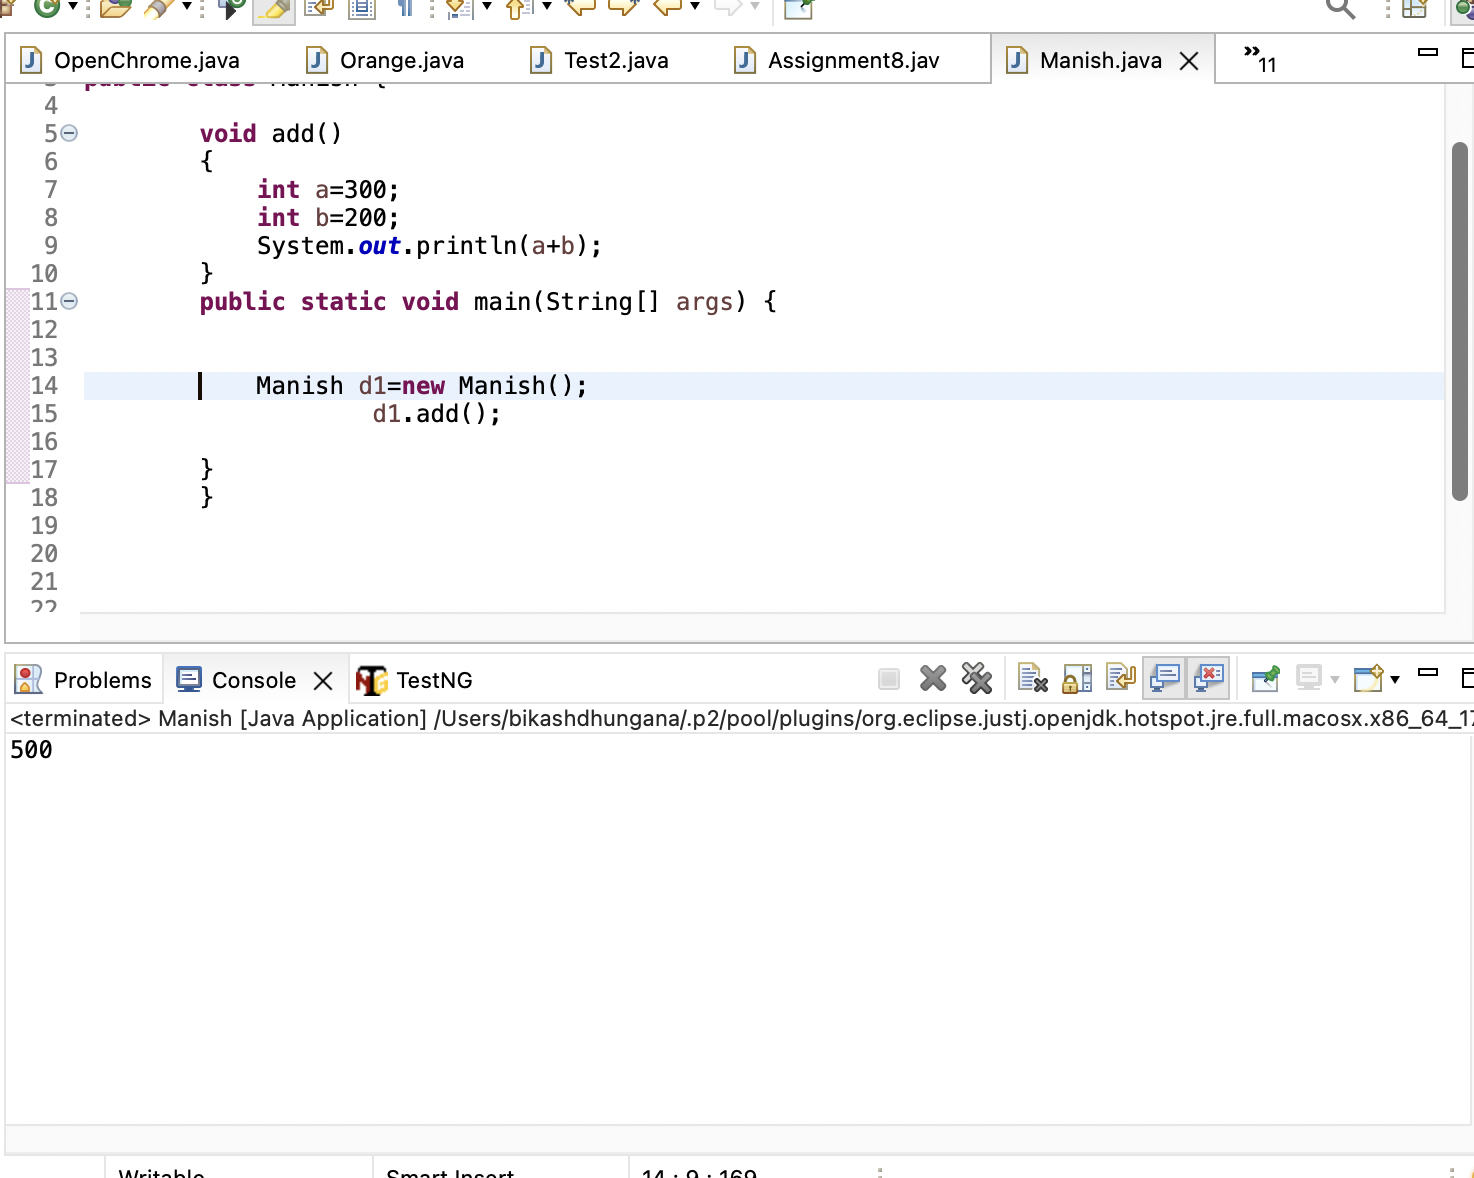 OpenChrome.java Orange.java Test2.java Assignment8.jav Manish.java »11
3 public class Manish {
4
5 void add()
6 {
7 int a=300;
8 int b=200;
9 System.out.println(a+b);
10 }
11 public static void main(String[] args) {
12
13
14 Manish d1=new Manish();
15 d1.add();
16
17 }
18 }
19
20
21
22
Problems Console TestNG
<terminated> Manish [Java Application] /Users/bikashdhungana/.p2/pool/plugins/org.eclipse.justj.openjdk.hotspot.jre.full.macosx.x86_64_17
500
Writable Smart Insert 14 : 9 : 169